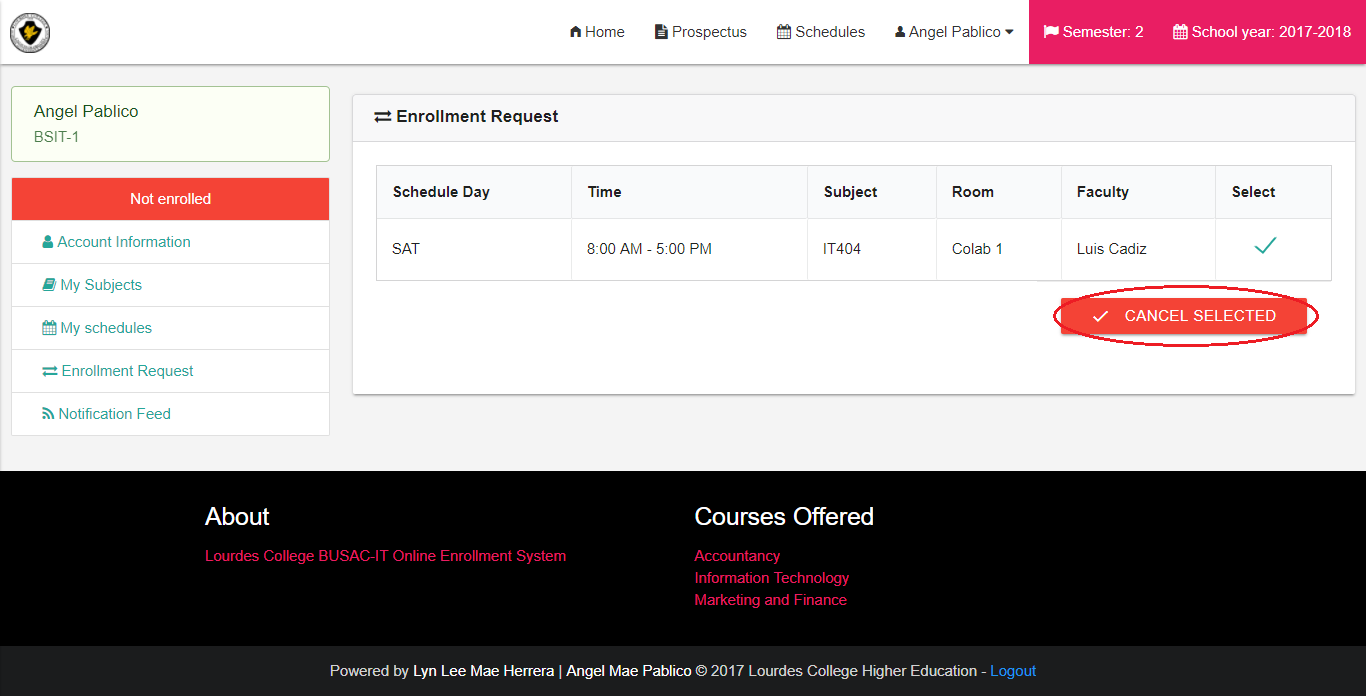 Home Prospectus Schedules Angel Pablico Semester: 2 School year: 2017-2018
Angel Pablico
BSIT-1
Not enrolled
Account Information
My Subjects
My schedules
Enrollment Request
Notification Feed
Enrollment Request
Schedule Day Time Subject Room Faculty Select
SAT 8:00 AM - 5:00 PM IT404 Colab 1 Luis Cadiz
CANCEL SELECTED
About
Lourdes College BUSAC-IT Online Enrollment System
Courses Offered
Accountancy
Information Technology
Marketing and Finance
Powered by Lyn Lee Mae Herrera | Angel Mae Pablico © 2017 Lourdes College Higher Education - Logout